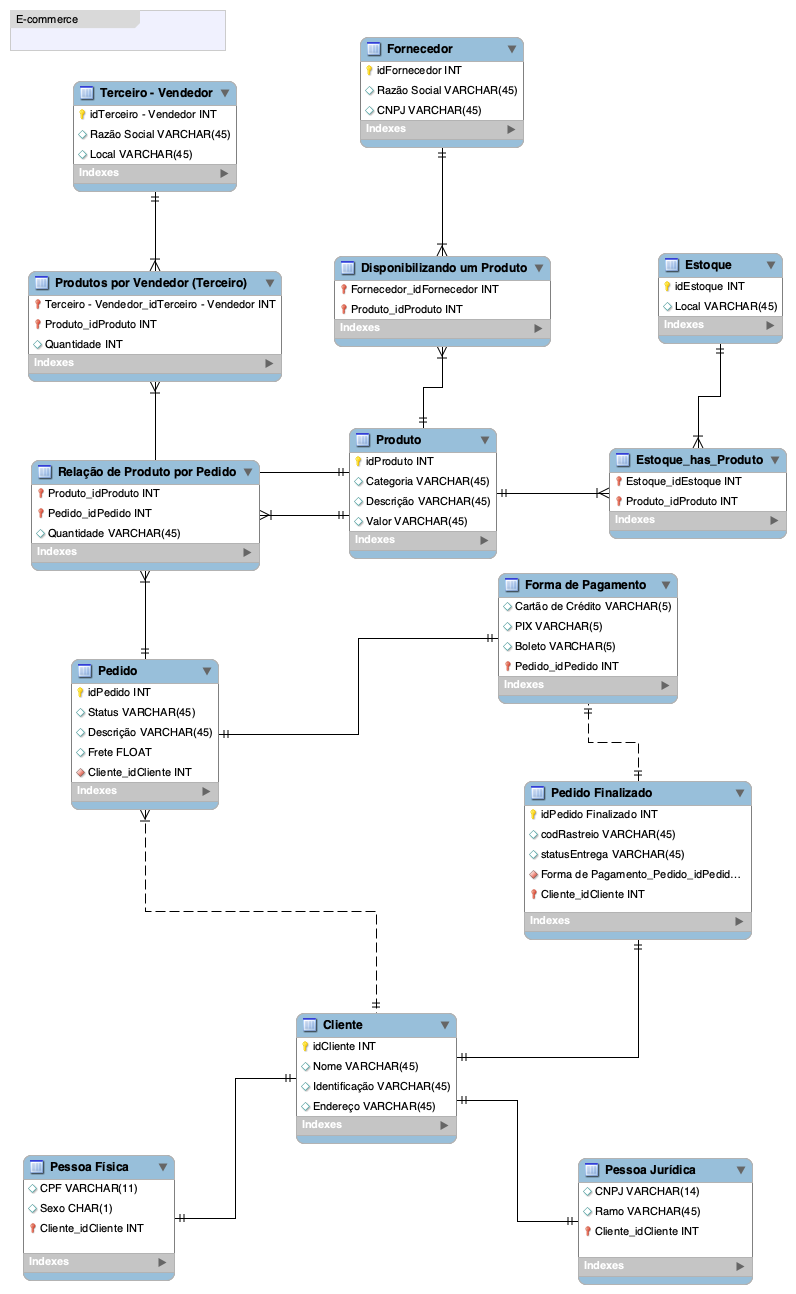 E-commerce
Fornecedor
idFornecedor INT
Razão Social VARCHAR(45)
CNPJ VARCHAR(45)
Indexes
Terceiro - Vendedor
idTerceiro - Vendedor INT
Razão Social VARCHAR(45)
Local VARCHAR(45)
Indexes
Produtos por Vendedor (Terceiro)
Terceiro - Vendedor_idTerceiro - Vendedor INT
Produto_idProduto INT
Quantidade INT
Indexes
Disponibilizando um Produto
Fornecedor_idFornecedor INT
Produto_idProduto INT
Indexes
Estoque
idEstoque INT
Local VARCHAR(45)
Indexes
Relação de Produto por Pedido
Produto_idProduto INT
Pedido_idPedido INT
Quantidade VARCHAR(45)
Indexes
Produto
idProduto INT
Categoria VARCHAR(45)
Descrição VARCHAR(45)
Valor VARCHAR(45)
Indexes
Estoque_has_Produto
Estoque_idEstoque INT
Produto_idProduto INT
Indexes
Forma de Pagamento
Cartão de Crédito VARCHAR(5)
PIX VARCHAR(5)
Boleto VARCHAR(5)
Pedido_idPedido INT
Indexes
Pedido
idPedido INT
Status VARCHAR(45)
Descrição VARCHAR(45)
Frete FLOAT
Cliente_idCliente INT
Indexes
Pedido Finalizado
idPedido Finalizado INT
codRastreio VARCHAR(45)
statusEntrega VARCHAR(45)
Forma de Pagamento_Pedido_idPedid...
Cliente_idCliente INT
Indexes
Cliente
idCliente INT
Nome VARCHAR(45)
Identificação VARCHAR(45)
Endereço VARCHAR(45)
Indexes
Pessoa Física
CPF VARCHAR(11)
Sexo CHAR(1)
Cliente_idCliente INT
Indexes
Pessoa Jurídica
CNPJ VARCHAR(14)
Ramo VARCHAR(45)
Cliente_idCliente INT
Indexes